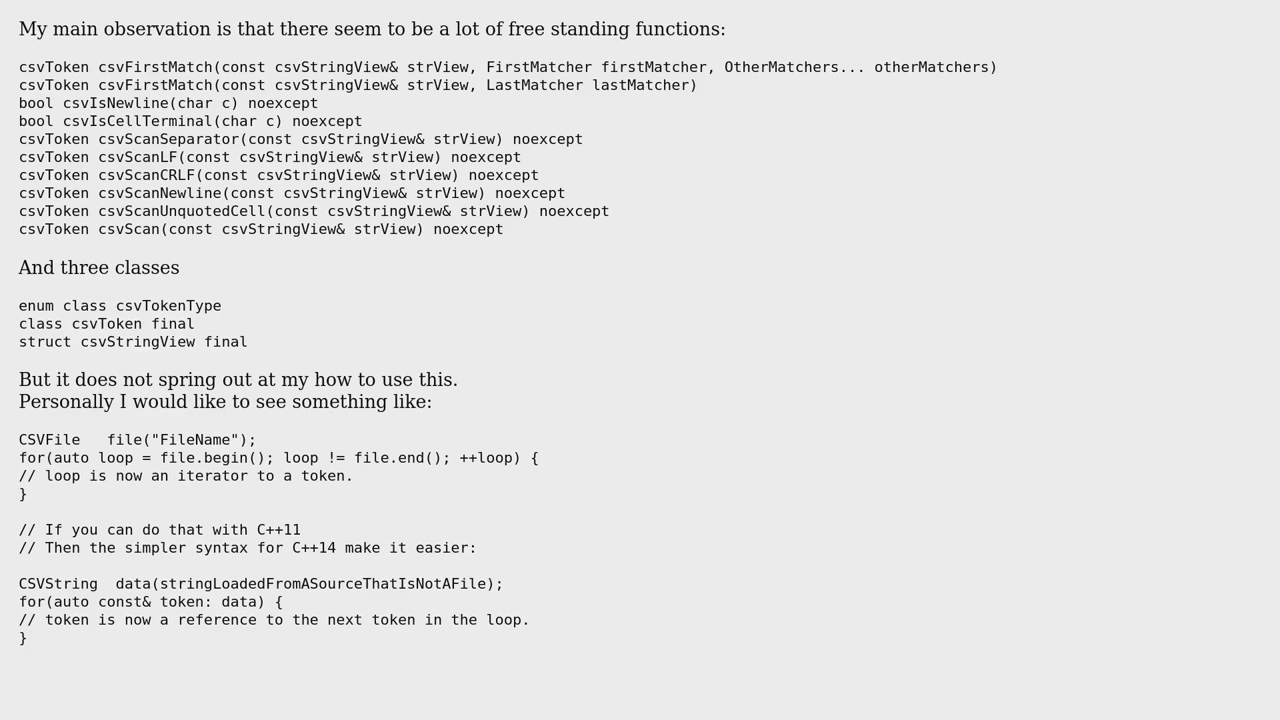 My main observation is that there seem to be a lot of free standing functions:
csvToken csvFirstMatch(const csvStringView& strView, FirstMatcher firstMatcher, OtherMatchers... otherMatchers)
csvToken csvFirstMatch(const csvStringView& strView, LastMatcher lastMatcher)
bool csvIsNewline(char c) noexcept
bool csvIsCellTerminal(char c) noexcept
csvToken csvScanSeparator(const csvStringView& strView) noexcept
csvToken csvScanLF(const csvStringView& strView) noexcept
csvToken csvScanCRLF(const csvStringView& strView) noexcept
csvToken csvScanNewline(const csvStringView& strView) noexcept
csvToken csvScanUnquotedCell(const csvStringView& strView) noexcept
csvToken csvScan(const csvStringView& strView) noexcept
And three classes
enum class csvTokenType
class csvToken final
struct csvStringView final
But it does not spring out at my how to use this.
Personally I would like to see something like:
CSVFile   file("FileName");
for(auto loop = file.begin(); loop != file.end(); ++loop) {
// loop is now an iterator to a token.
}
// If you can do that with C++11
// Then the simpler syntax for C++14 make it easier:
CSVString  data(stringLoadedFromASourceThatIsNotAFile);
for(auto const& token: data) {
// token is now a reference to the next token in the loop.
}